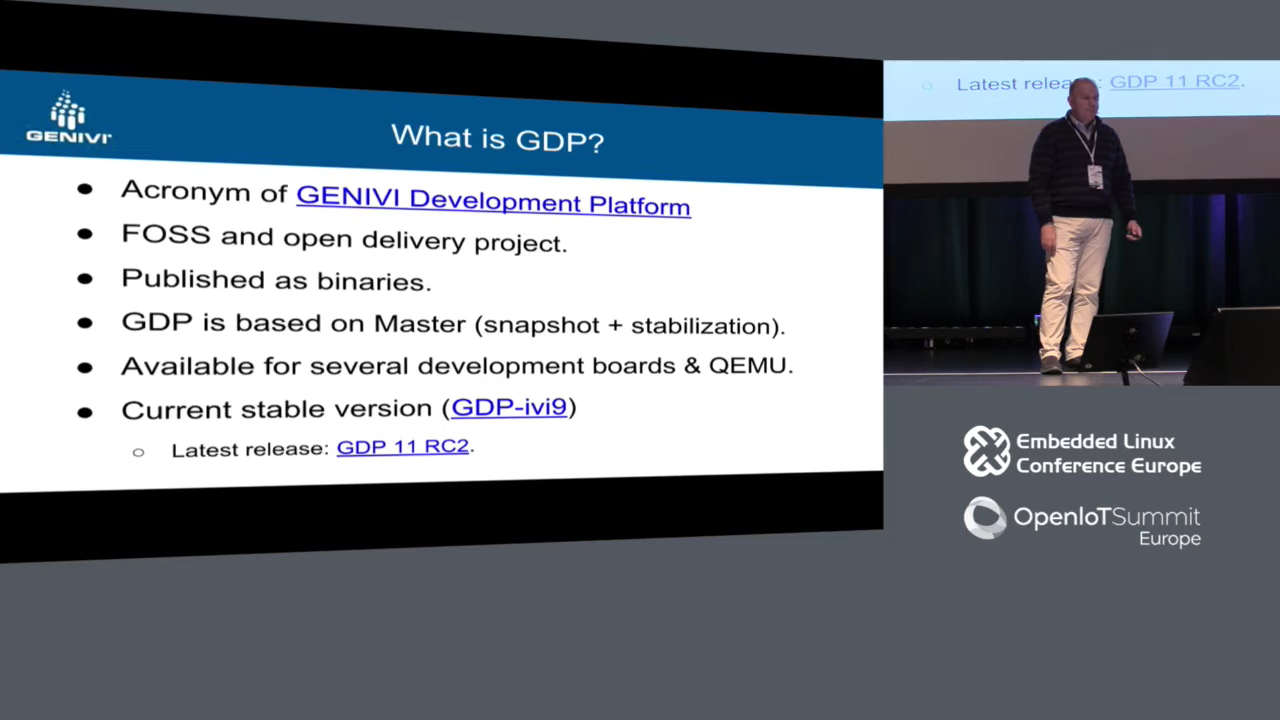 GENIVI
What is GDP?
● Acronym of GENIVI Development Platform
● FOSS and open delivery project.
● Published as binaries.
● GDP is based on Master (snapshot + stabilization).
● Available for several development boards & QEMU.
● Current stable version (GDP-ivi9)
○ Latest release: GDP 11 RC2.
○ Latest release: GDP 11 RC2.
Embedded Linux
Conference Europe
OpenIoTSummit
Europe